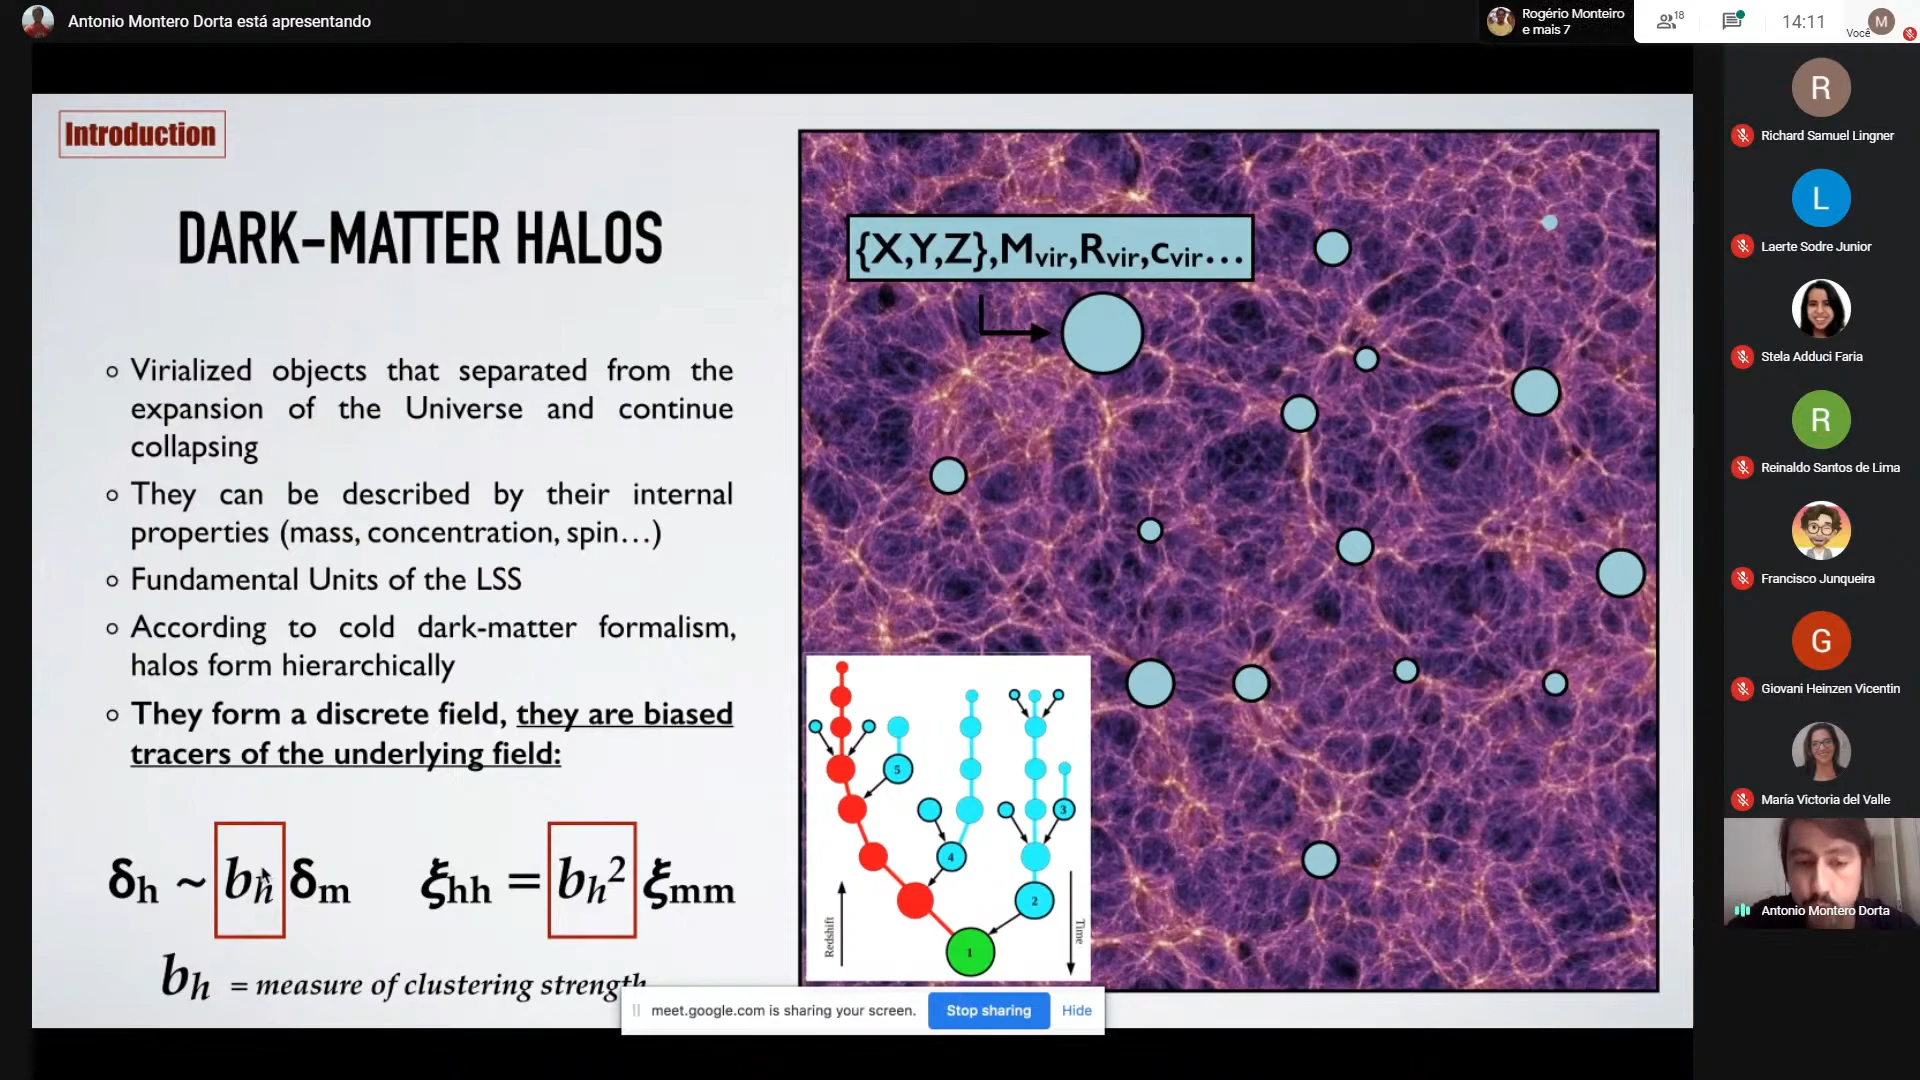 Antonio Montero Dorta está apresentando
Rogério Monteiro
e mais 7
18
14:11
Você
M
Introduction
DARK-MATTER HALOS
Virialized objects that separated from the
expansion of the Universe and continue
collapsing
They can be described by their internal
properties (mass, concentration, spin...)
Fundamental Units of the LSS
According to cold dark-matter formalism,
halos form hierarchically
They form a discrete field, they are biased
tracers of the underlying field:
δh ~ bh δm
ξhh = bh² ξmm
bh = measure of clustering strength
{X,Y,Z},Mvir,Rvir,cvir...
5
3
4
2
1
Redshift
Time
meet.google.com is sharing your screen.
Stop sharing
Hide
R
Richard Samuel Lingner
L
Laerte Sodre Junior
Stela Adduci Faria
R
Reinaldo Santos de Lima
Francisco Junqueira
G
Giovani Heinzen Vicentin
María Victoria del Valle
Antonio Montero Dorta